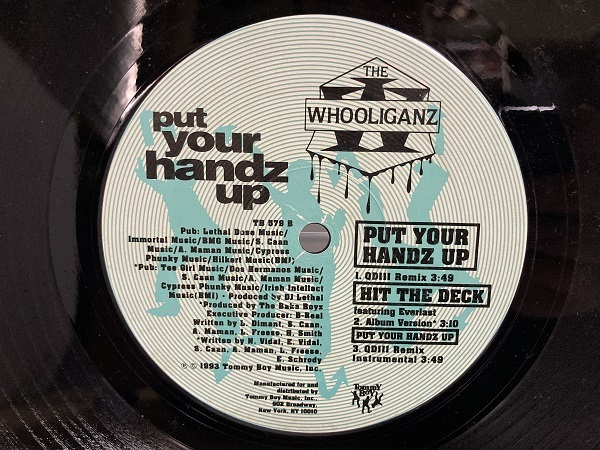 THE
WHOOLIGANZ
put
your
handz
up
TB 579 B
Pub: Lethal Dose Music/
Immortal Music/BMG Music/S. Caan
Music/A. Maman Music/Cypress
Phunky Music/Bilkert Music(BMI);
*Pub: Tee Girl Music/Dos Hermanos Music/
S. Caan Music/A. Maman Music/
Cypress Phunky Music/Irish Intellect
Music(BMI) - Produced by DJ Lethal
*Produced by The Baka Boyz
Executive Producer: B-Real
Written by L. Dimant, S. Caan,
A. Maman, L. Freese, H. Smith
*Written by N. Vidal, E. Vidal,
S. Caan, A. Maman, L. Freese,
E. Schrody
℗ © 1993 Tommy Boy Music, Inc.
Manufactured for and
distributed by
Tommy Boy Music, Inc.,
902 Broadway,
New York, NY 10010
PUT YOUR
HANDZ UP
1. QDIII Remix 3:49
HIT THE DECK
featuring Everlast
2. Album Version* 3:10
PUT YOUR HANDZ UP
3. QDIII Remix
Instrumental 3:49
Tommy
Boy